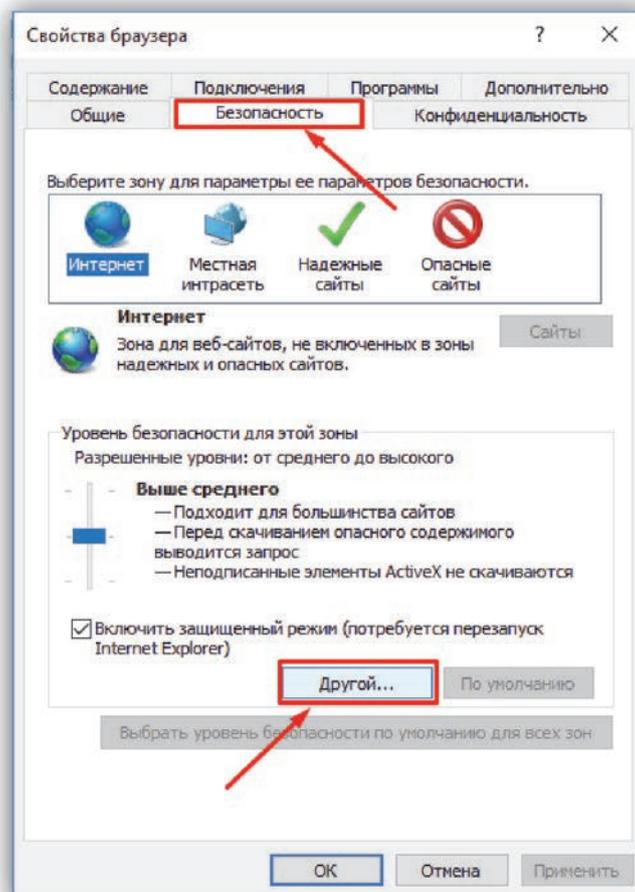 Свойства браузера
?
Содержание Подключения Программы Дополнительно
Общие Безопасность Конфиденциальность
Выберите зону для параметры ее параметров безопасности.
Интернет Местная интрасеть Надежные сайты Опасные сайты
Интернет
Зона для веб-сайтов, не включенных в зоны
надежных и опасных сайтов.
Сайты
Уровень безопасности для этой зоны
Разрешенные уровни: от среднего до высокого
Выше среднего
— Подходит для большинства сайтов
— Перед скачиванием опасного содержимого
выводится запрос
— Неподписанные элементы ActiveX не скачиваются
Включить защищенный режим (потребуется перезапуск
Internet Explorer)
Другой... По умолчанию
Выбрать уровень безопасности по умолчанию для всех зон
ОК Отмена Применить